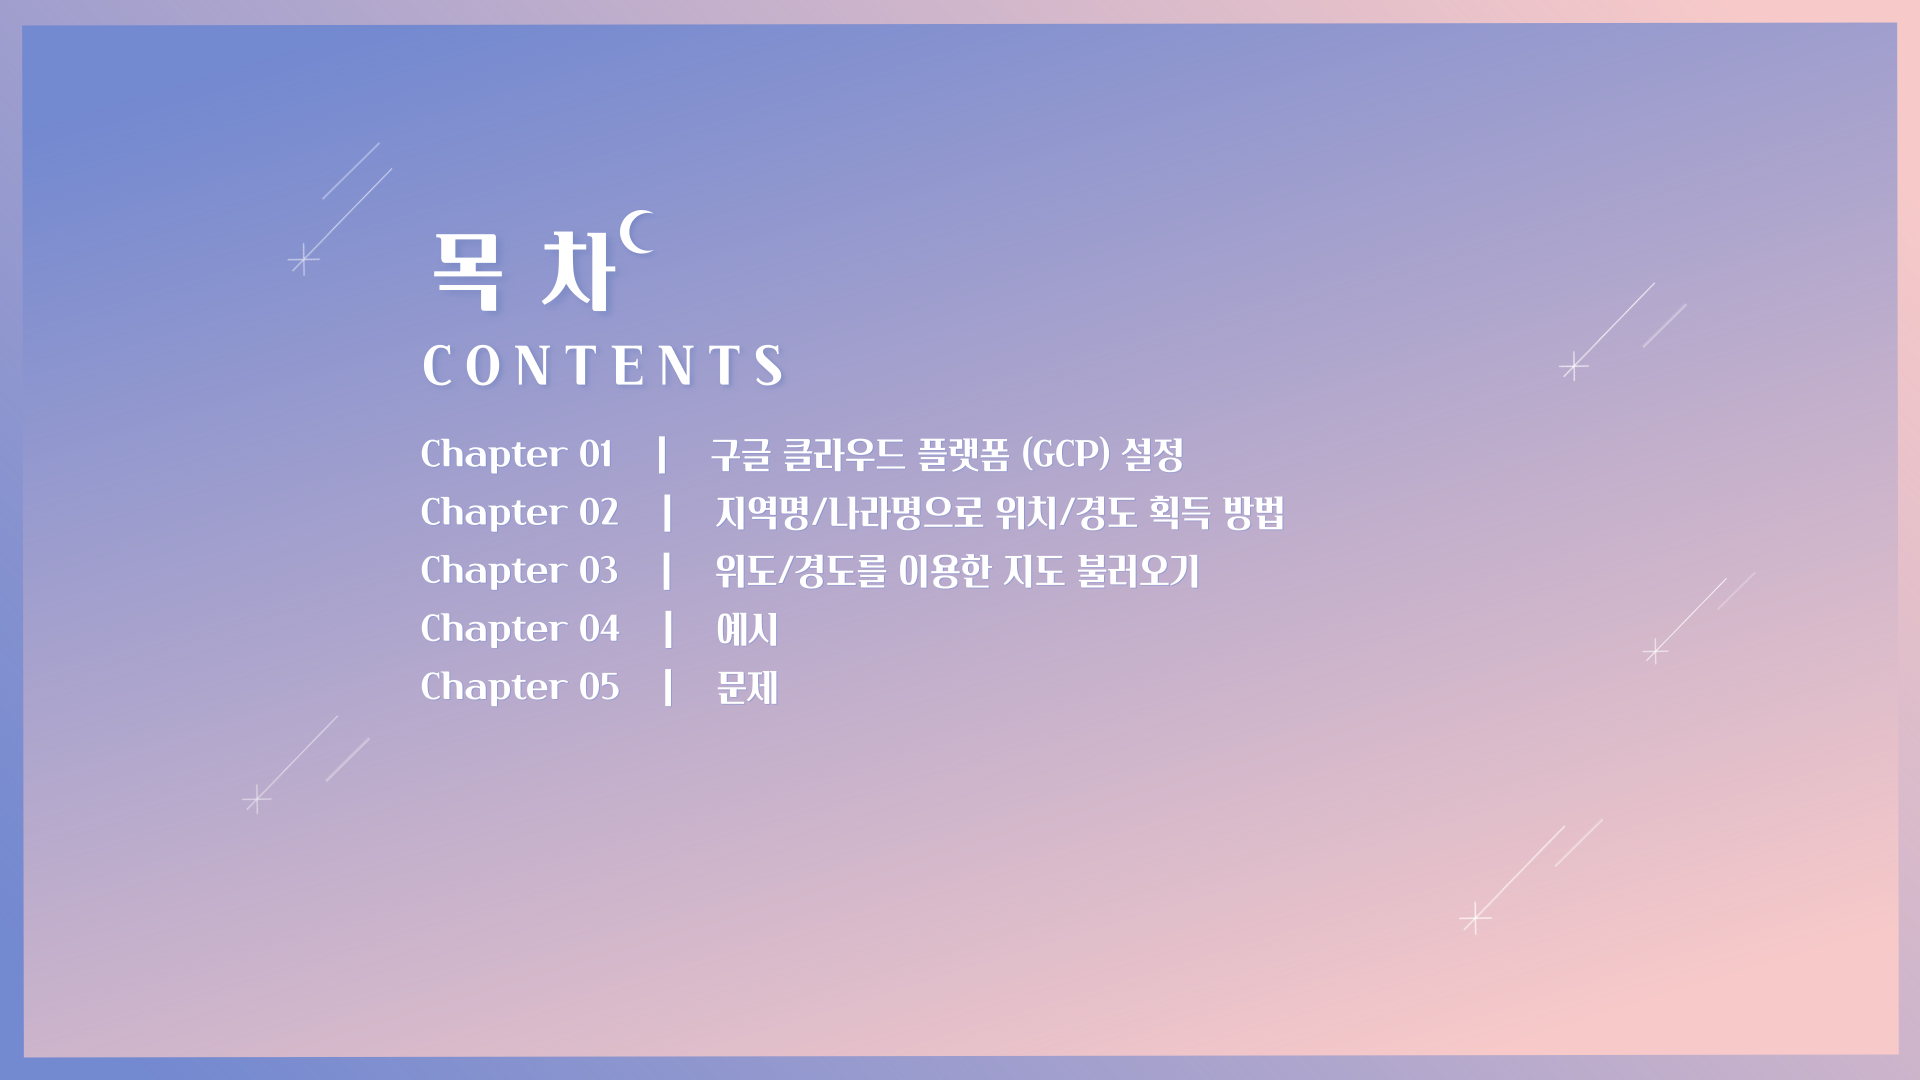 목 차
CONTENTS
Chapter 01 | 구글 클라우드 플랫폼 (GCP) 설정
Chapter 02 | 지역명/나라명으로 위치/경도 획득 방법
Chapter 03 | 위도/경도를 이용한 지도 불러오기
Chapter 04 | 예시
Chapter 05 | 문제